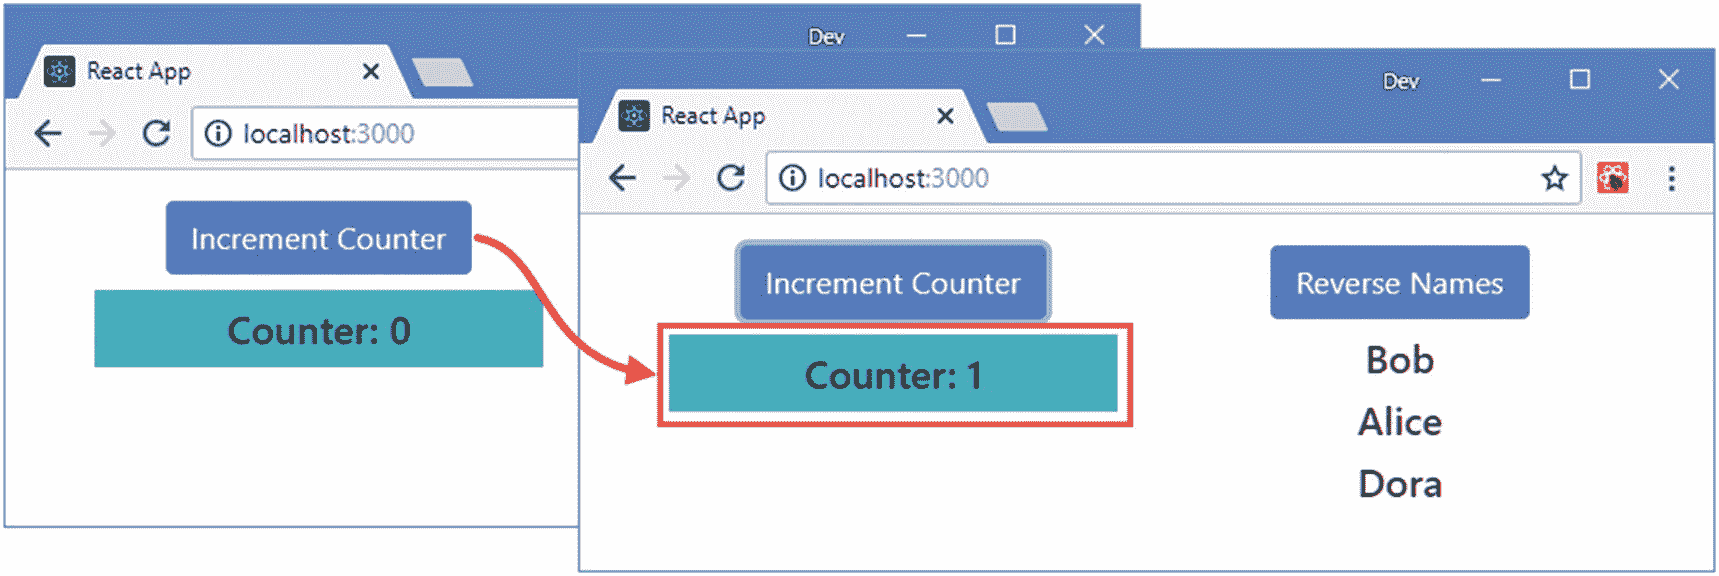 Dev
React App
localhost:3000
Increment Counter
Counter: 0
Dev
React App
localhost:3000
Increment Counter
Counter: 1
Reverse Names
Bob
Alice
Dora